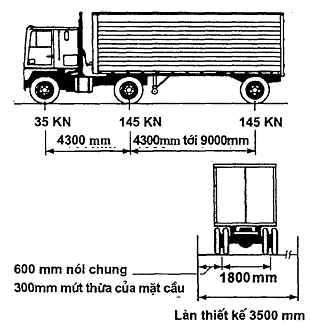 35 KN 145 KN 145 KN
4300 mm 4300mm tới 9000mm
600 mm nói chung
1800mm
300mm mút thừa của mặt cầu
Làn thiết kế 3500 mm